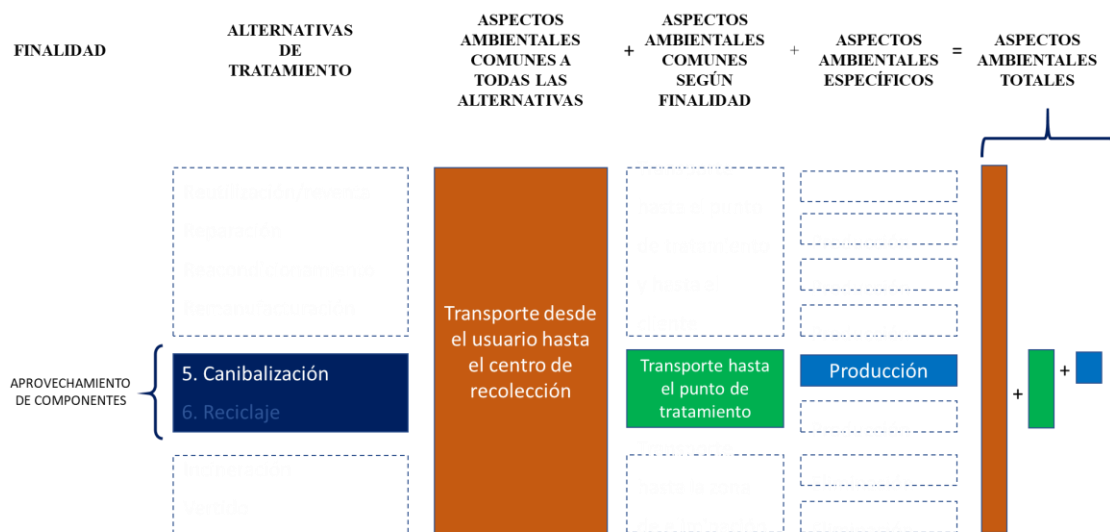 FINALIDAD
ALTERNATIVAS
DE
TRATAMIENTO
ASPECTOS
AMBIENTALES
COMUNES A
TODAS LAS
ALTERNATIVAS
+
ASPECTOS
AMBIENTALES
COMUNES
SEGÚN
FINALIDAD
+
ASPECTOS
AMBIENTALES
ESPECÍFICOS
=
ASPECTOS
AMBIENTALES
TOTALES
APROVECHAMIENTO
DE COMPONENTES
5. Canibalización
6. Reciclaje
Transporte desde
el usuario hasta
el centro de
recolección
Transporte hasta
el punto de
tratamiento
Producción
+
+